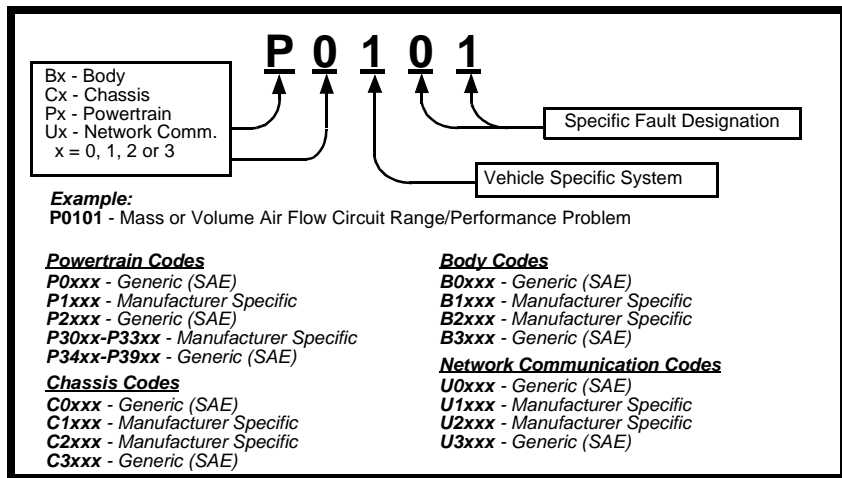 P 0 1 0 1
Bx - Body
Cx - Chassis
Px - Powertrain
Ux - Network Comm.
x = 0, 1, 2 or 3
Specific Fault Designation
Vehicle Specific System
Example:
P0101 - Mass or Volume Air Flow Circuit Range/Performance Problem
Powertrain Codes
P0xxx - Generic (SAE)
P1xxx - Manufacturer Specific
P2xxx - Generic (SAE)
P30xx-P33xx - Manufacturer Specific
P34xx-P39xx - Generic (SAE)
Chassis Codes
C0xxx - Generic (SAE)
C1xxx - Manufacturer Specific
C2xxx - Manufacturer Specific
C3xxx - Generic (SAE)
Body Codes
B0xxx - Generic (SAE)
B1xxx - Manufacturer Specific
B2xxx - Manufacturer Specific
B3xxx - Generic (SAE)
Network Communication Codes
U0xxx - Generic (SAE)
U1xxx - Manufacturer Specific
U2xxx - Manufacturer Specific
U3xxx - Generic (SAE)